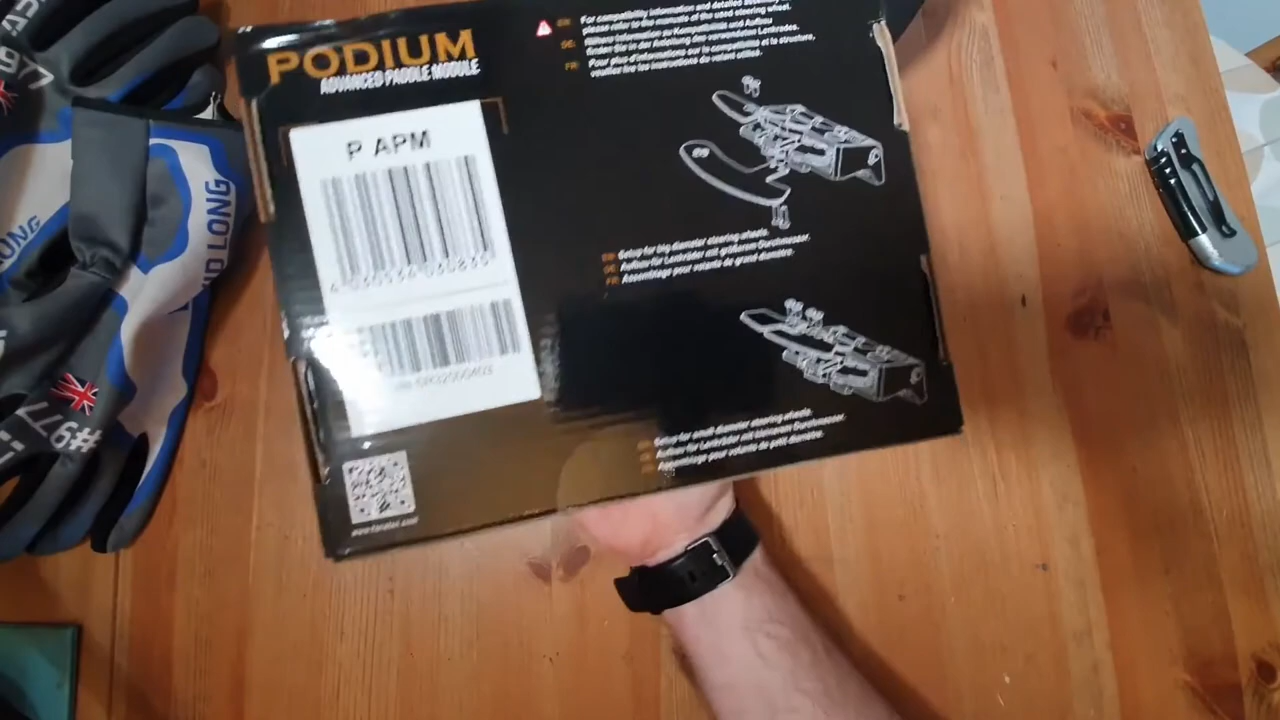 PODIUM
ADVANCED PADDLE MODULE
P APM
EN: For compatibility information and detailed assembly
please refer to the manuals of the used steering wheel.
DE: Nähere Information zu Kompatibilität und Aufbau
finden Sie in der Anleitung des verwendeten Lenkrades.
FR: Pour plus d'informations sur la compatibilité et la structure,
veuillez lire les instructions du volant utilisé.
EN: Setup for big diameter steering wheels.
DE: Aufbau für Lenkräder mit größerem Durchmesser.
FR: Assemblage pour volants de grand diamètre.
Setup for small diameter steering wheels.
Aufbau für Lenkräder mit kleinerem Durchmesser.
Assemblage pour volants de petit diamètre.
www.fanatec.com
977
ONG
ND LONG
#977